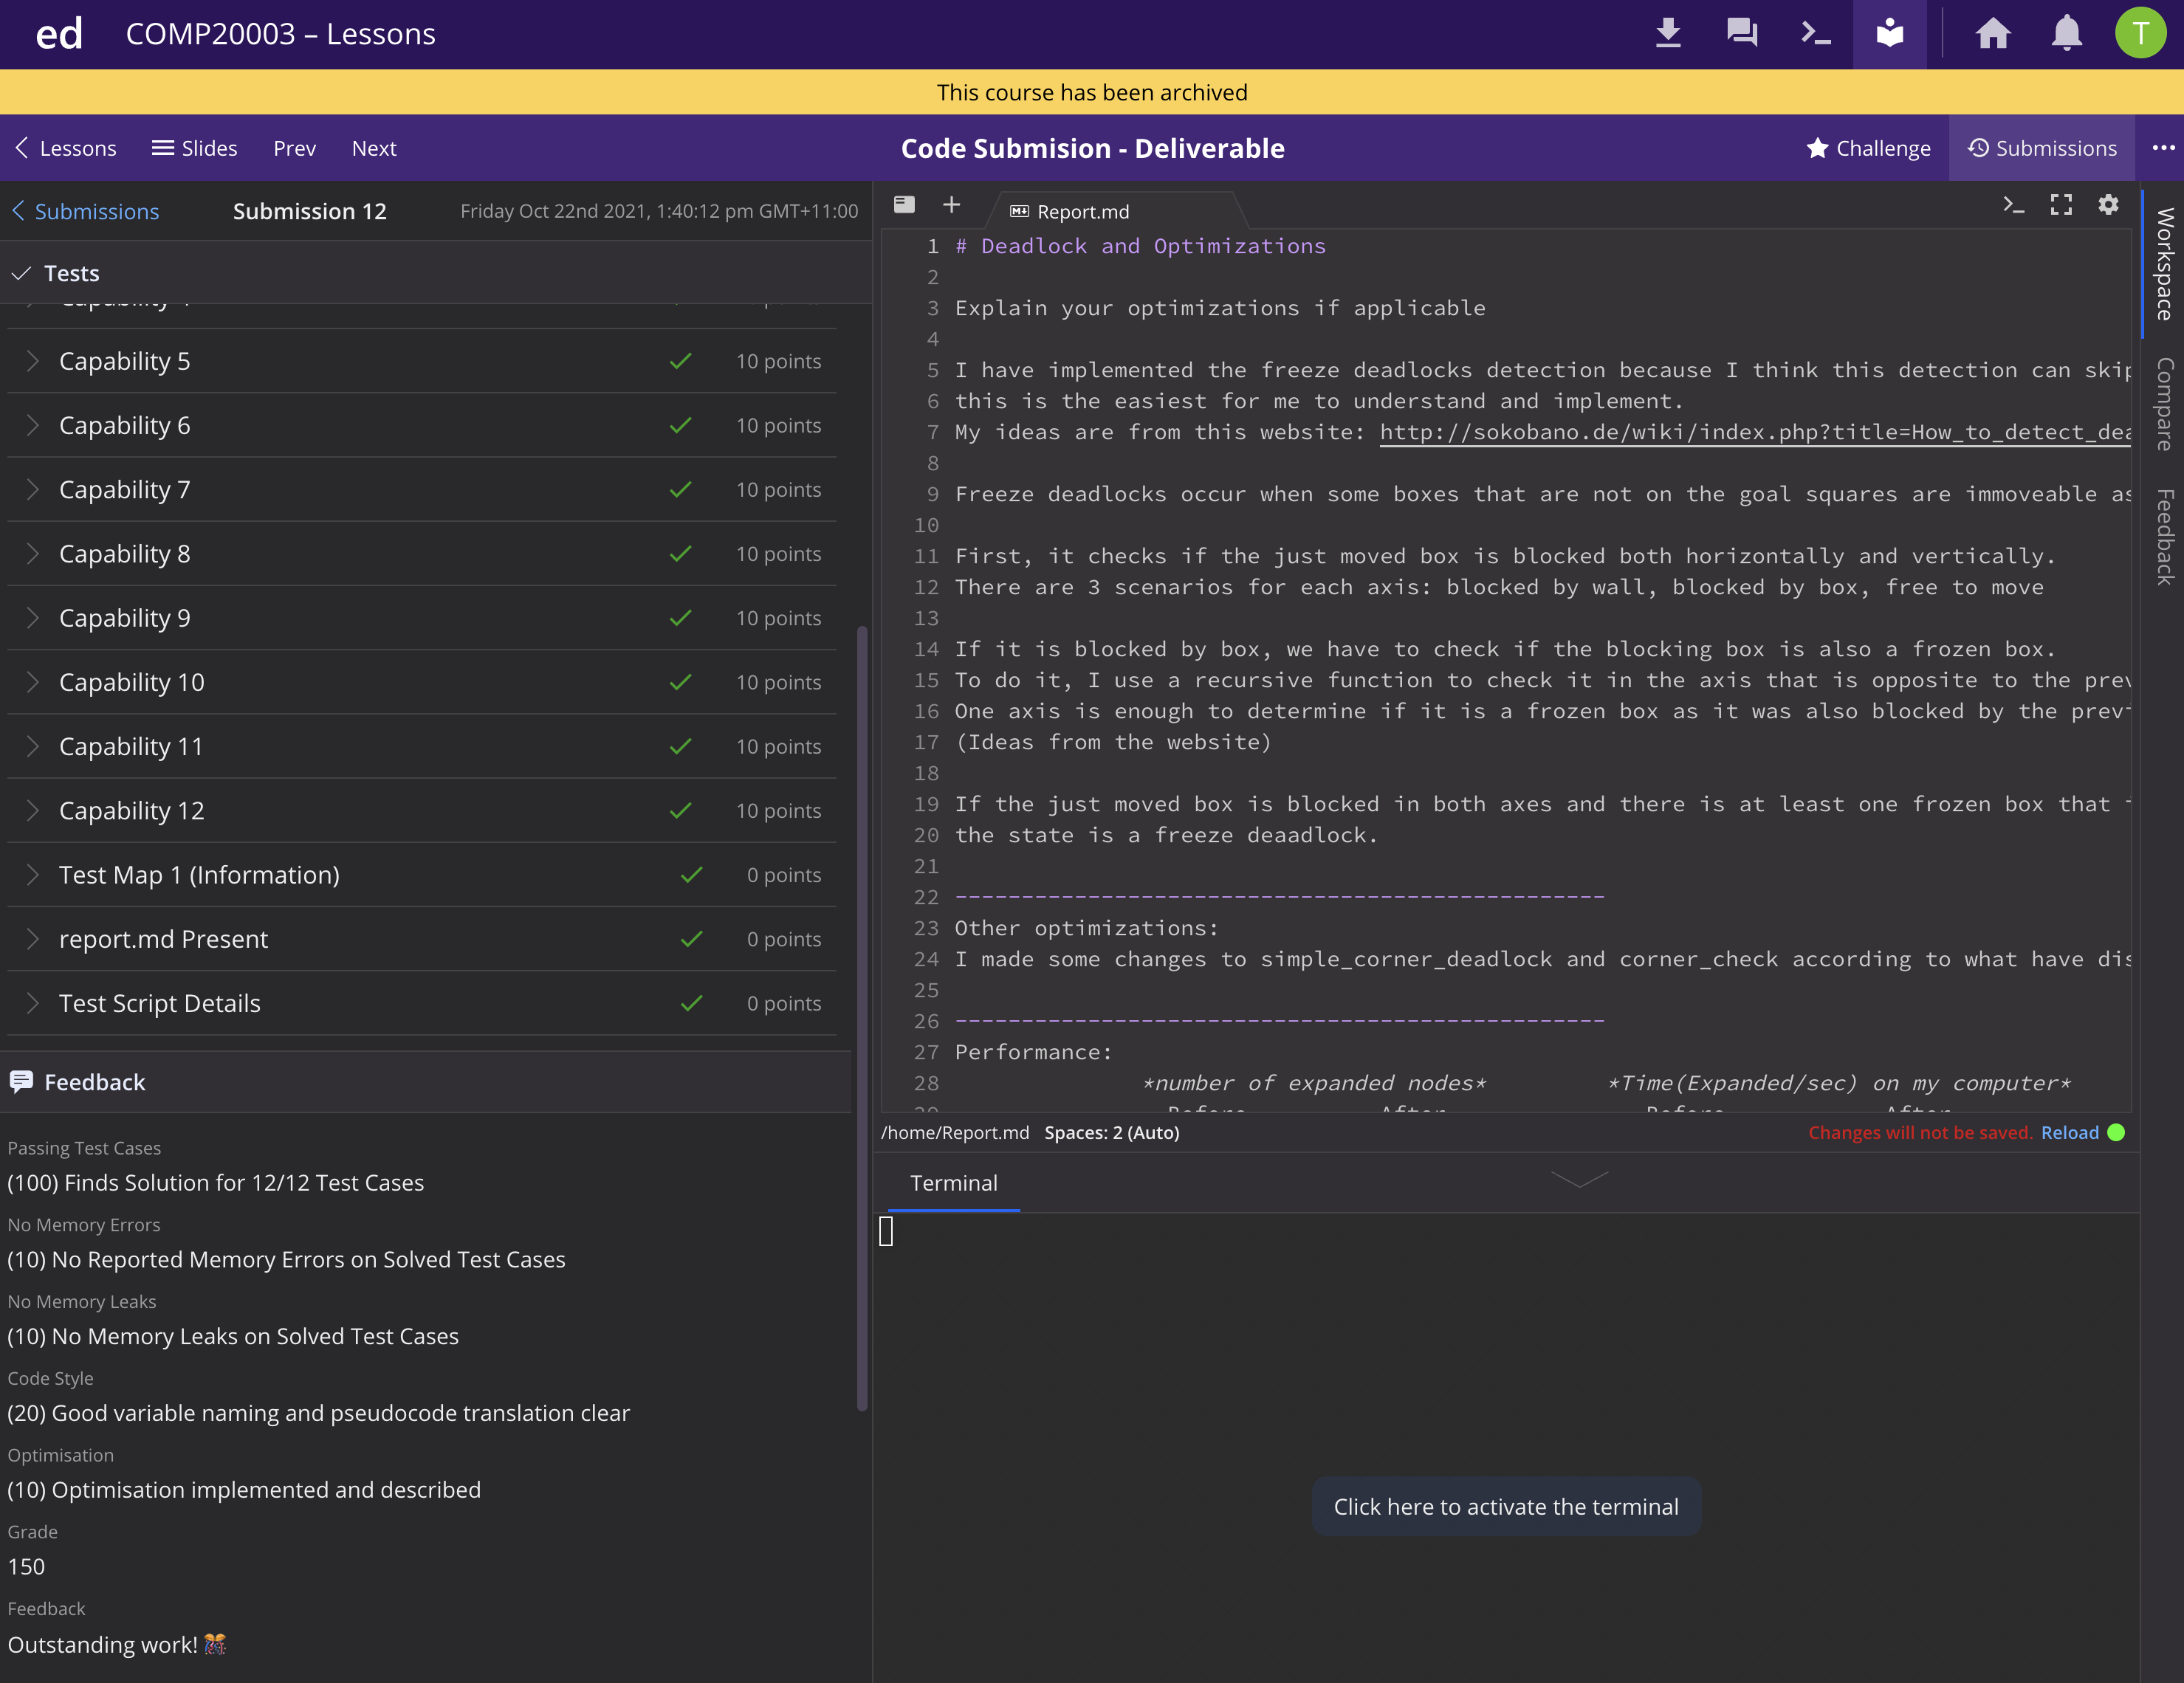 ed COMP20003 – Lessons T
This course has been archived
Lessons Slides Prev Next Code Submision - Deliverable Challenge Submissions
Submissions Submission 12 Friday Oct 22nd 2021, 1:40:12 pm GMT+11:00
Tests
Capability 5 10 points
Capability 6 10 points
Capability 7 10 points
Capability 8 10 points
Capability 9 10 points
Capability 10 10 points
Capability 11 10 points
Capability 12 10 points
Test Map 1 (Information) 0 points
report.md Present 0 points
Test Script Details 0 points
Feedback
Passing Test Cases
(100) Finds Solution for 12/12 Test Cases
No Memory Errors
(10) No Reported Memory Errors on Solved Test Cases
No Memory Leaks
(10) No Memory Leaks on Solved Test Cases
Code Style
(20) Good variable naming and pseudocode translation clear
Optimisation
(10) Optimisation implemented and described
Grade
150
Feedback
Outstanding work!
Report.md
1 # Deadlock and Optimizations
2
3 Explain your optimizations if applicable
4
5 I have implemented the freeze deadlocks detection because I think this detection can skip
6 this is the easiest for me to understand and implement.
7 My ideas are from this website: http://sokobano.de/wiki/index.php?title=How_to_detect_dea
8
9 Freeze deadlocks occur when some boxes that are not on the goal squares are immoveable as
10
11 First, it checks if the just moved box is blocked both horizontally and vertically.
12 There are 3 scenarios for each axis: blocked by wall, blocked by box, free to move
13
14 If it is blocked by box, we have to check if the blocking box is also a frozen box.
15 To do it, I use a recursive function to check it in the axis that is opposite to the prev
16 One axis is enough to determine if it is a frozen box as it was also blocked by the prev
17 (Ideas from the website)
18
19 If the just moved box is blocked in both axes and there is at least one frozen box that
20 the state is a freeze deaadlock.
21
22 -------------------------------------------------
23 Other optimizations:
24 I made some changes to simple_corner_deadlock and corner_check according to what have dis
25
26 -------------------------------------------------
27 Performance:
28 *number of expanded nodes* *Time(Expanded/sec) on my computer*
/home/Report.md Spaces: 2 (Auto) Changes will not be saved. Reload
Terminal
Click here to activate the terminal
Workspace
Compare
Feedback